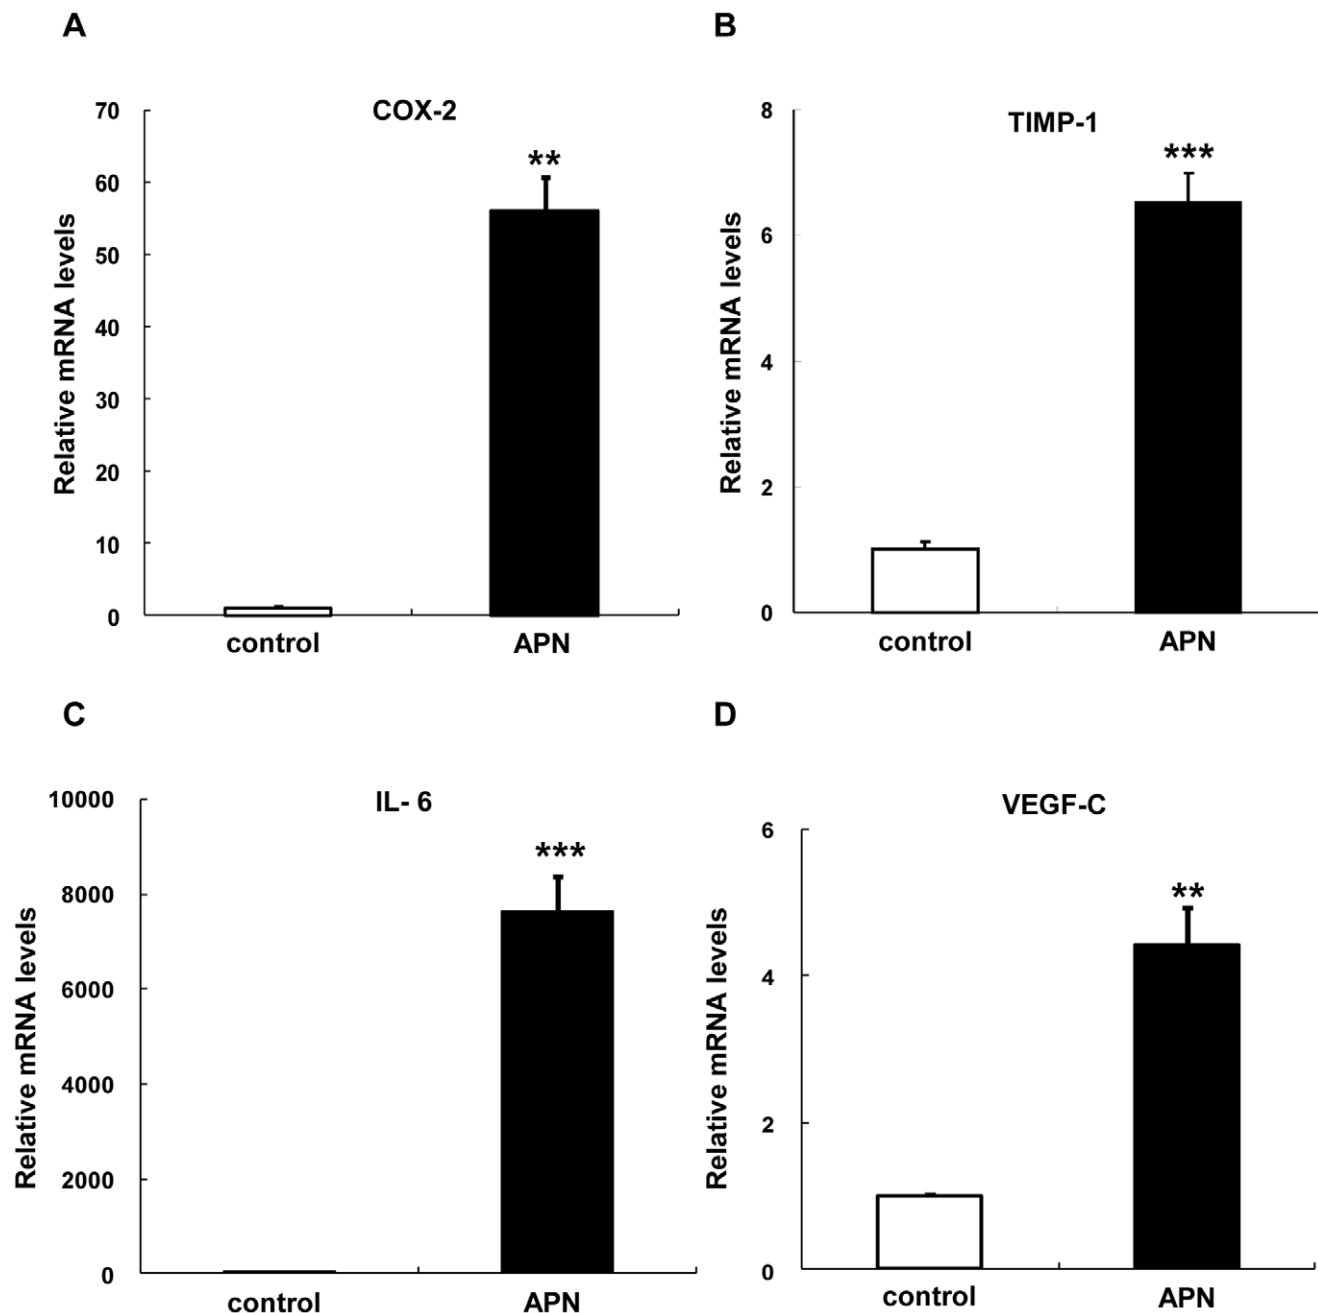 A
COX-2
**
Relative mRNA levels
70
60
50
40
30
20
10
0
control
APN
B
TIMP-1
***
Relative mRNA levels
8
6
4
2
0
control
APN
C
IL- 6
***
Relative mRNA levels
10000
8000
6000
4000
2000
0
control
APN
D
VEGF-C
**
Relative mRNA levels
6
4
2
0
control
APN